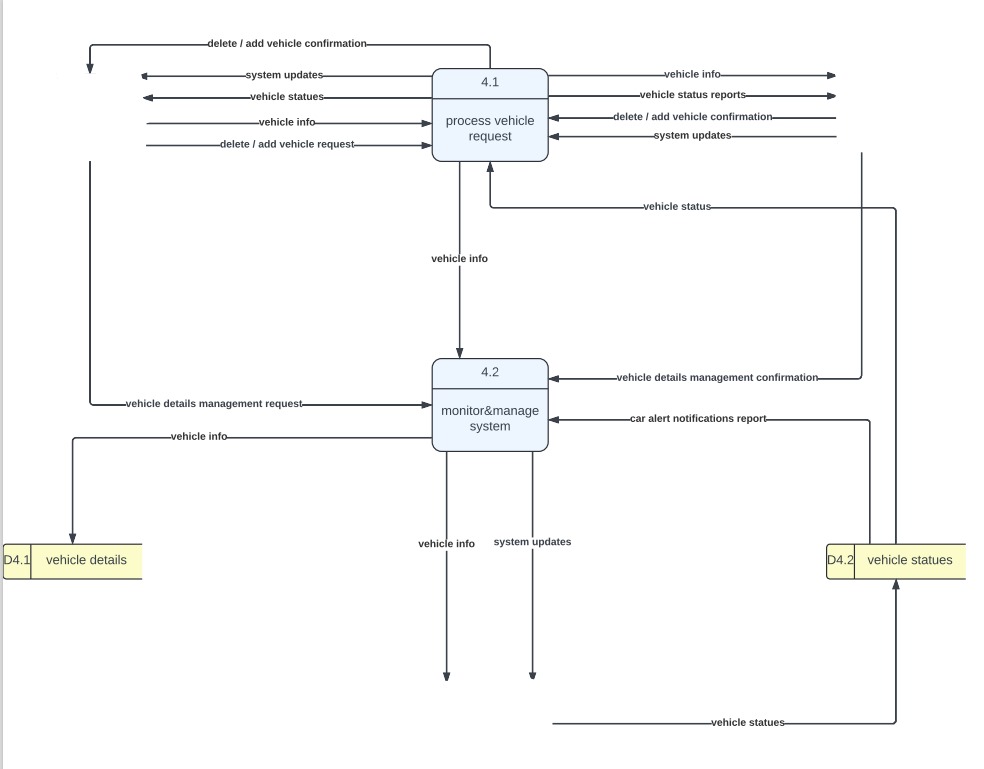 delete / add vehicle confirmation
system updates
vehicle statues
vehicle info
delete / add vehicle request
4.1
process vehicle
request
vehicle info
vehicle status reports
delete / add vehicle confirmation
system updates
vehicle status
vehicle info
4.2
monitor&manage
system
vehicle details management confirmation
vehicle details management request
car alert notifications report
vehicle info
vehicle info
system updates
D4.1
vehicle details
D4.2
vehicle statues
vehicle statues